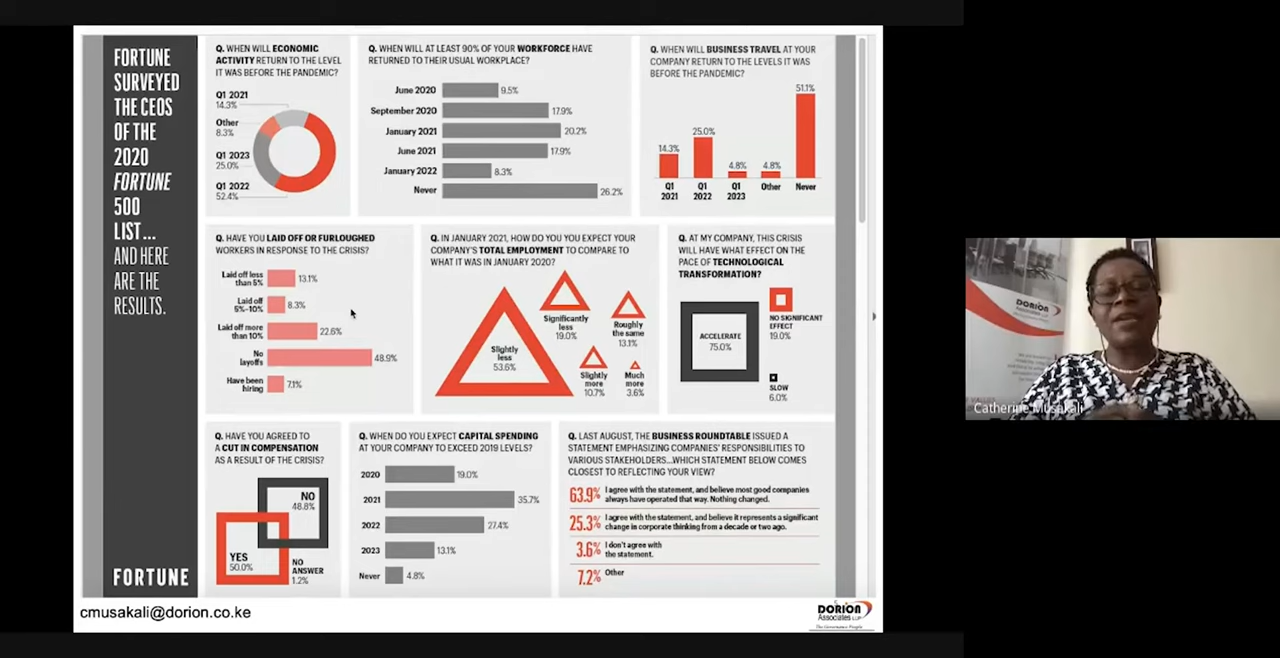 FORTUNE
SURVEYED
THE CEOS
OF THE
2020
FORTUNE
500
LIST...
AND HERE
ARE THE
RESULTS.
FORTUNE
Q. WHEN WILL ECONOMIC
ACTIVITY RETURN TO THE LEVEL
IT WAS BEFORE THE PANDEMIC?
Q1 2021
14.3%
Other
8.3%
Q1 2023
25.0%
Q1 2022
52.4%
Q. WHEN WILL AT LEAST 90% OF YOUR WORKFORCE HAVE
RETURNED TO THEIR USUAL WORKPLACE?
June 2020 9.5%
September 2020 17.9%
January 2021 20.2%
June 2021 17.9%
January 2022 8.3%
Never 26.2%
Q. WHEN WILL BUSINESS TRAVEL AT YOUR
COMPANY RETURN TO THE LEVELS IT WAS
BEFORE THE PANDEMIC?
14.3% 25.0% 4.8% 4.8% 51.1%
Q1 Q1 Q1 Other Never
2021 2022 2023
Q. HAVE YOU LAID OFF OR FURLOUGHED
WORKERS IN RESPONSE TO THE CRISIS?
Laid off less
than 5% 13.1%
Laid off
5%-10% 8.3%
Laid off more
than 10% 22.6%
No
layoffs 48.9%
Have been
hiring 7.1%
Q. IN JANUARY 2021, HOW DO YOU YOU EXPECT YOUR
COMPANY'S TOTAL EMPLOYMENT TO COMPARE TO
WHAT IT WAS IN JANUARY 2020?
Slightly
less
53.6%
Significantly
less
19.0%
Roughly
the same
13.1%
Slightly
more
10.7%
Much
more
3.6%
Q. AT MY COMPANY, THIS CRISIS
WILL HAVE WHAT EFFECT ON THE
PACE OF TECHNOLOGICAL
TRANSFORMATION?
ACCELERATE
75.0%
NO SIGNIFICANT
EFFECT
19.0%
SLOW
6.0%
Q. HAVE YOU AGREED TO
A CUT IN COMPENSATION
AS A RESULT OF THE CRISIS?
NO
48.8%
YES
50.0%
NO
ANSWER
1.2%
Q. WHEN DO YOU EXPECT CAPITAL SPENDING
AT YOUR COMPANY TO EXCEED 2019 LEVELS?
2020 19.0%
2021 35.7%
2022 27.4%
2023 13.1%
Never 4.8%
Q. LAST AUGUST, THE BUSINESS ROUNDTABLE ISSUED A
STATEMENT EMPHASIZING COMPANIES' RESPONSIBILITIES TO
VARIOUS STAKEHOLDERS...WHICH STATEMENT BELOW COMES
CLOSEST TO REFLECTING YOUR VIEW?
63.9% I agree with the statement, and believe most good companies
always have operated that way. Nothing changed.
25.3% I agree with the statement, and believe it represents a significant
change in corporate thinking from a decade or two ago.
3.6% I don't agree with
the statement.
7.2% Other
cmusakali@dorion.co.ke
DORION
Associates LLP
The Governance People
DORION
Catherine Musakali